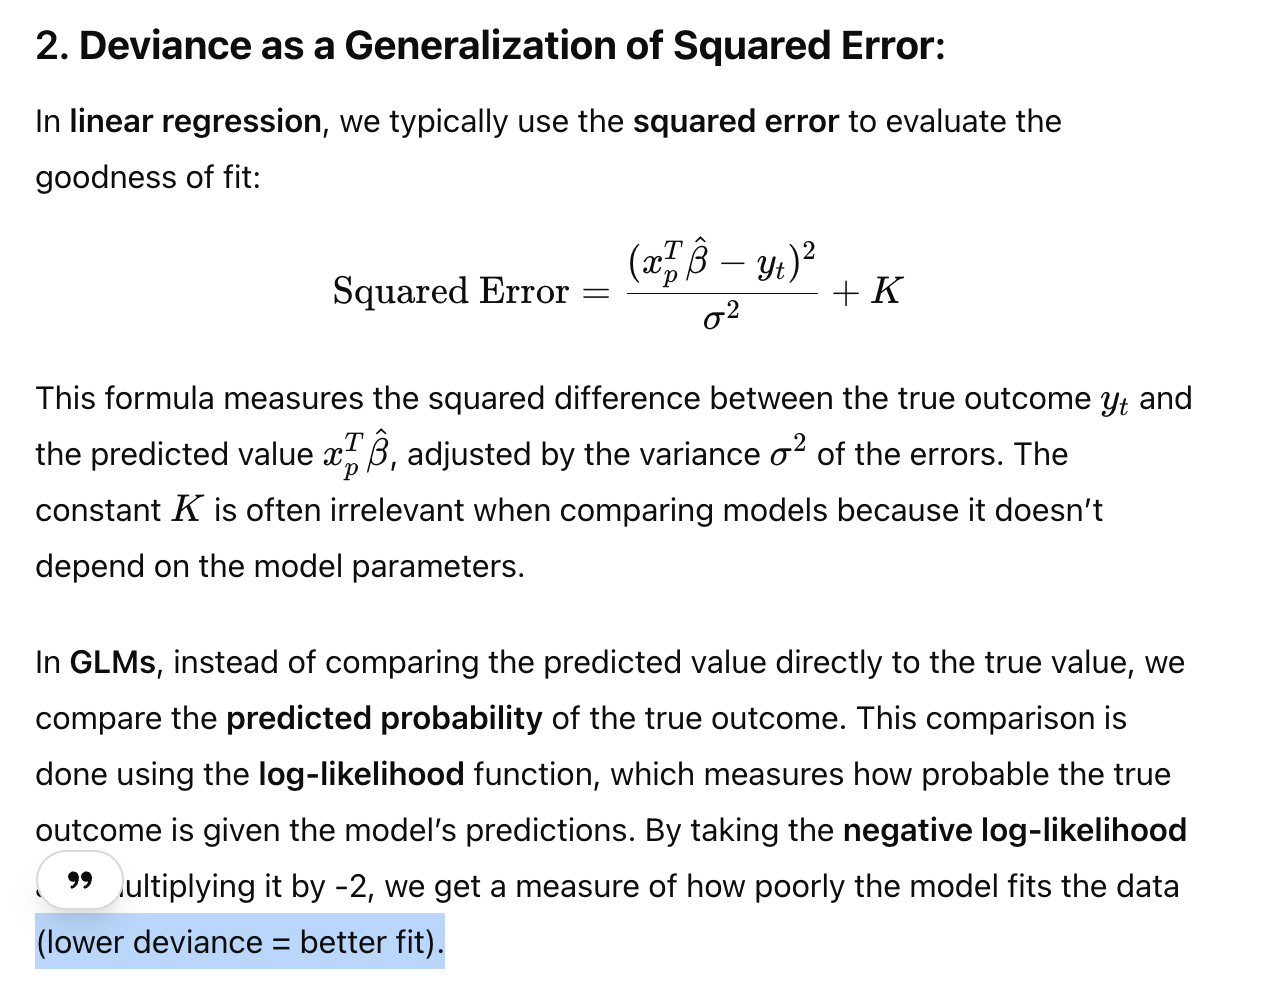 2. Deviance as a Generalization of Squared Error:
In linear regression, we typically use the squared error to evaluate the
goodness of fit:
Squared Error = \frac{(x_p^T \hat{\beta} - y_t)^2}{\sigma^2} + K
This formula measures the squared difference between the true outcome y_t and
the predicted value x_p^T \hat{\beta}, adjusted by the variance σ² of the errors. The
constant K is often irrelevant when comparing models because it doesn't
depend on the model parameters.
In GLMs, instead of comparing the predicted value directly to the true value, we
compare the predicted probability of the true outcome. This comparison is
done using the log-likelihood function, which measures how probable the true
outcome is given the model's predictions. By taking the negative log-likelihood
ultiplying it by -2, we get a measure of how poorly the model fits the data
(lower deviance = better fit).